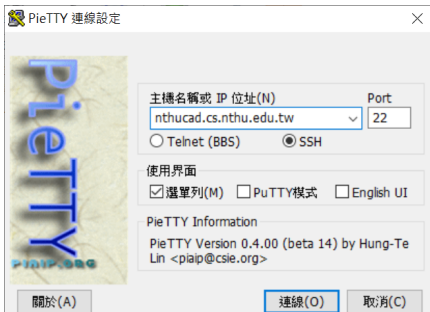 PieTTY 連線設定
PieTTY
PIAIP.ORG
主機名稱或 IP 位址(N)
Port
nthucad.cs.nthu.edu.tw
22
Telnet (BBS)
SSH
使用界面
選單列(M)
PuTTY模式
English UI
PieTTY Information
PieTTY Version 0.4.00 (beta 14) by Hung-Te
Lin <piaip@csie.org>
關於(A)
連線(O)
取消(C)